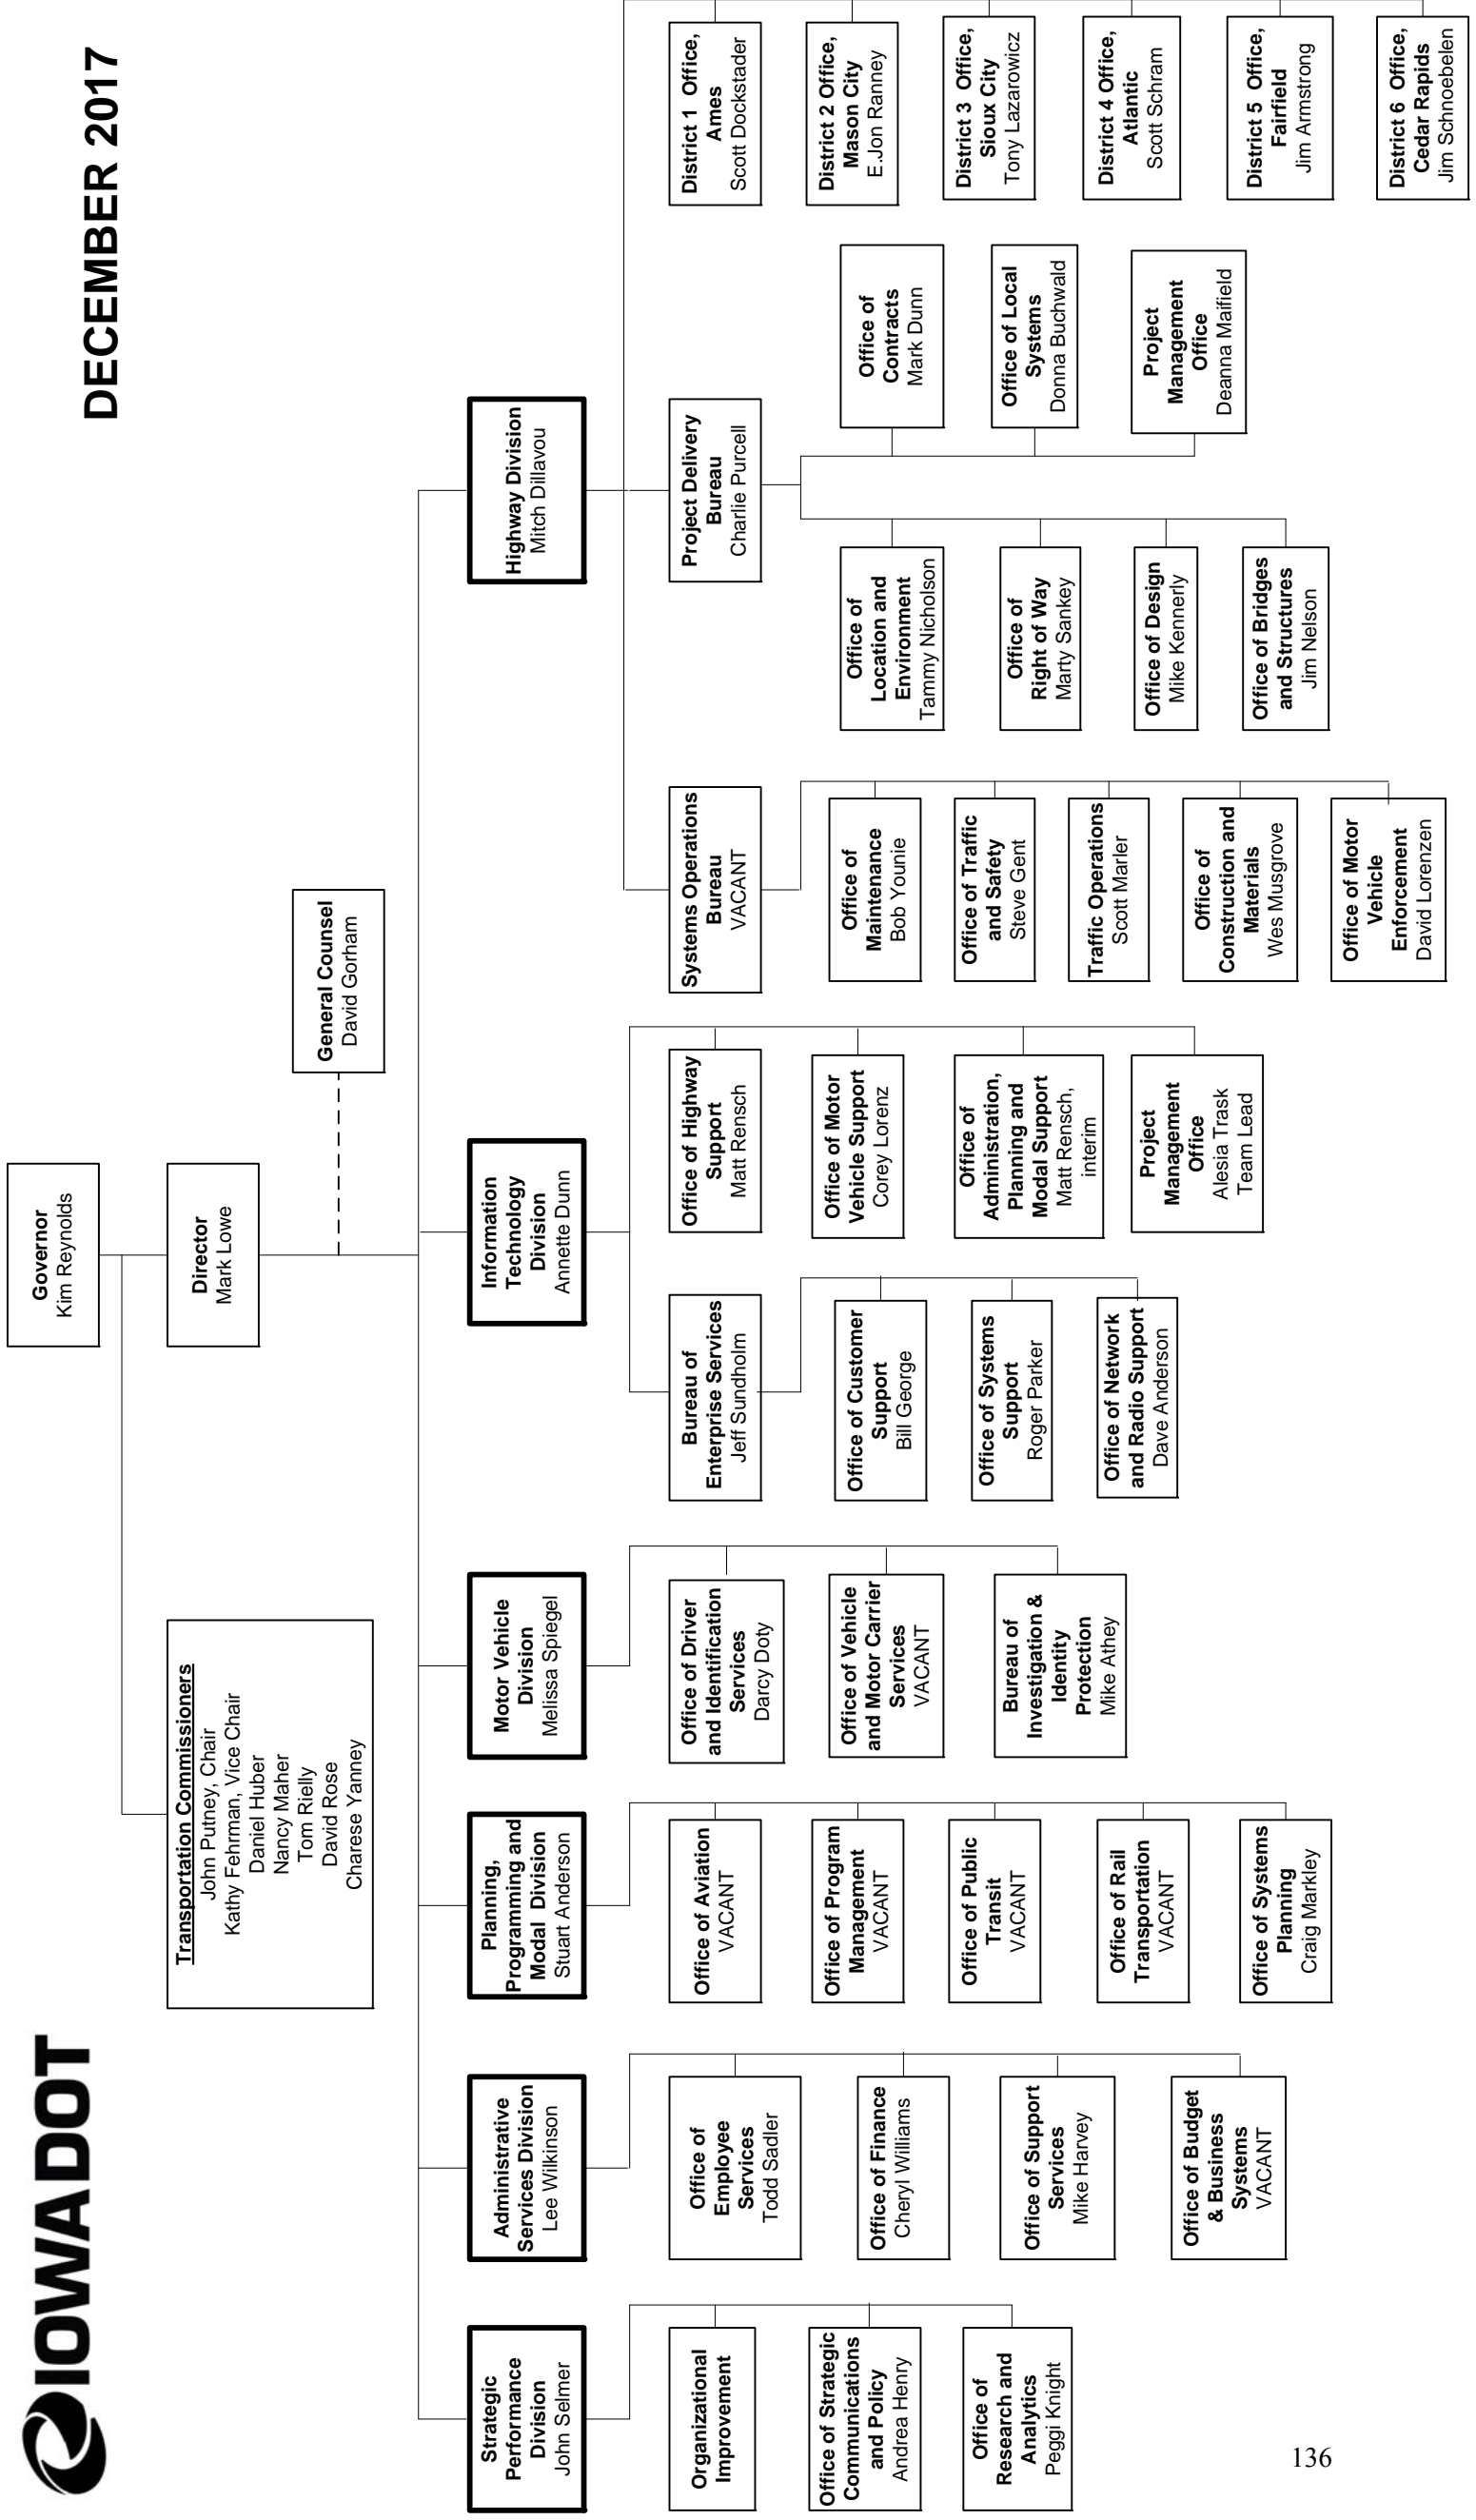 IOWADOT
DECEMBER 2017
Governor
Kim Reynolds
Transportation Commissioners
John Putney, Chair
Kathy Fehrman, Vice Chair
Daniel Huber
Nancy Maher
Tom Rielly
David Rose
Charese Yanney
Director
Mark Lowe
General Counsel
David Gorham
Strategic
Performance
Division
John Selmer
Organizational
Improvement
Office of Strategic
Communications
and Policy
Andrea Henry
Office of
Research and
Analytics
Peggi Knight
Administrative
Services Division
Lee Wilkinson
Office of
Employee
Services
Todd Sadler
Office of Finance
Cheryl Williams
Office of Support
Services
Mike Harvey
Office of Budget
& Business
Systems
VACANT
Planning,
Programming and
Modal Division
Stuart Anderson
Office of Aviation
VACANT
Office of Program
Management
VACANT
Office of Public
Transit
VACANT
Office of Rail
Transportation
VACANT
Office of Systems
Planning
Craig Markley
Motor Vehicle
Division
Melissa Spiegel
Office of Driver
and Identification
Services
Darcy Doty
Office of Vehicle
and Motor Carrier
Services
VACANT
Bureau of
Investigation &
Identity
Protection
Mike Athey
Information
Technology
Division
Annette Dunn
Bureau of
Enterprise Services
Jeff Sundholm
Office of Customer
Support
Bill George
Office of Systems
Support
Roger Parker
Office of Network
and Radio Support
Dave Anderson
Office of Highway
Support
Matt Rensch
Office of Motor
Vehicle Support
Corey Lorenz
Office of
Administration,
Planning and
Modal Support
Matt Rensch,
interim
Project
Management
Office
Alesia Trask
Team Lead
Highway Division
Mitch Dillavou
Systems Operations
Bureau
VACANT
Office of
Maintenance
Bob Younie
Office of Traffic
and Safety
Steve Gent
Traffic Operations
Scott Marler
Office of
Construction and
Materials
Wes Musgrove
Office of Motor
Vehicle
Enforcement
David Lorenzen
Project Delivery
Bureau
Charlie Purcell
Office of
Location and
Environment
Tammy Nicholson
Office of
Right of Way
Marty Sankey
Office of Design
Mike Kennerly
Office of Bridges
and Structures
Jim Nelson
Office of
Contracts
Mark Dunn
Office of Local
Systems
Donna Buchwald
Project
Management
Office
Deanna Maifield
District 1 Office,
Ames
Scott Dockstader
District 2 Office,
Mason City
E.Jon Ranney
District 3 Office,
Sioux City
Tony Lazarowicz
District 4 Office,
Atlantic
Scott Schram
District 5 Office,
Fairfield
Jim Armstrong
District 6 Office,
Cedar Rapids
Jim Schnoebelen
136